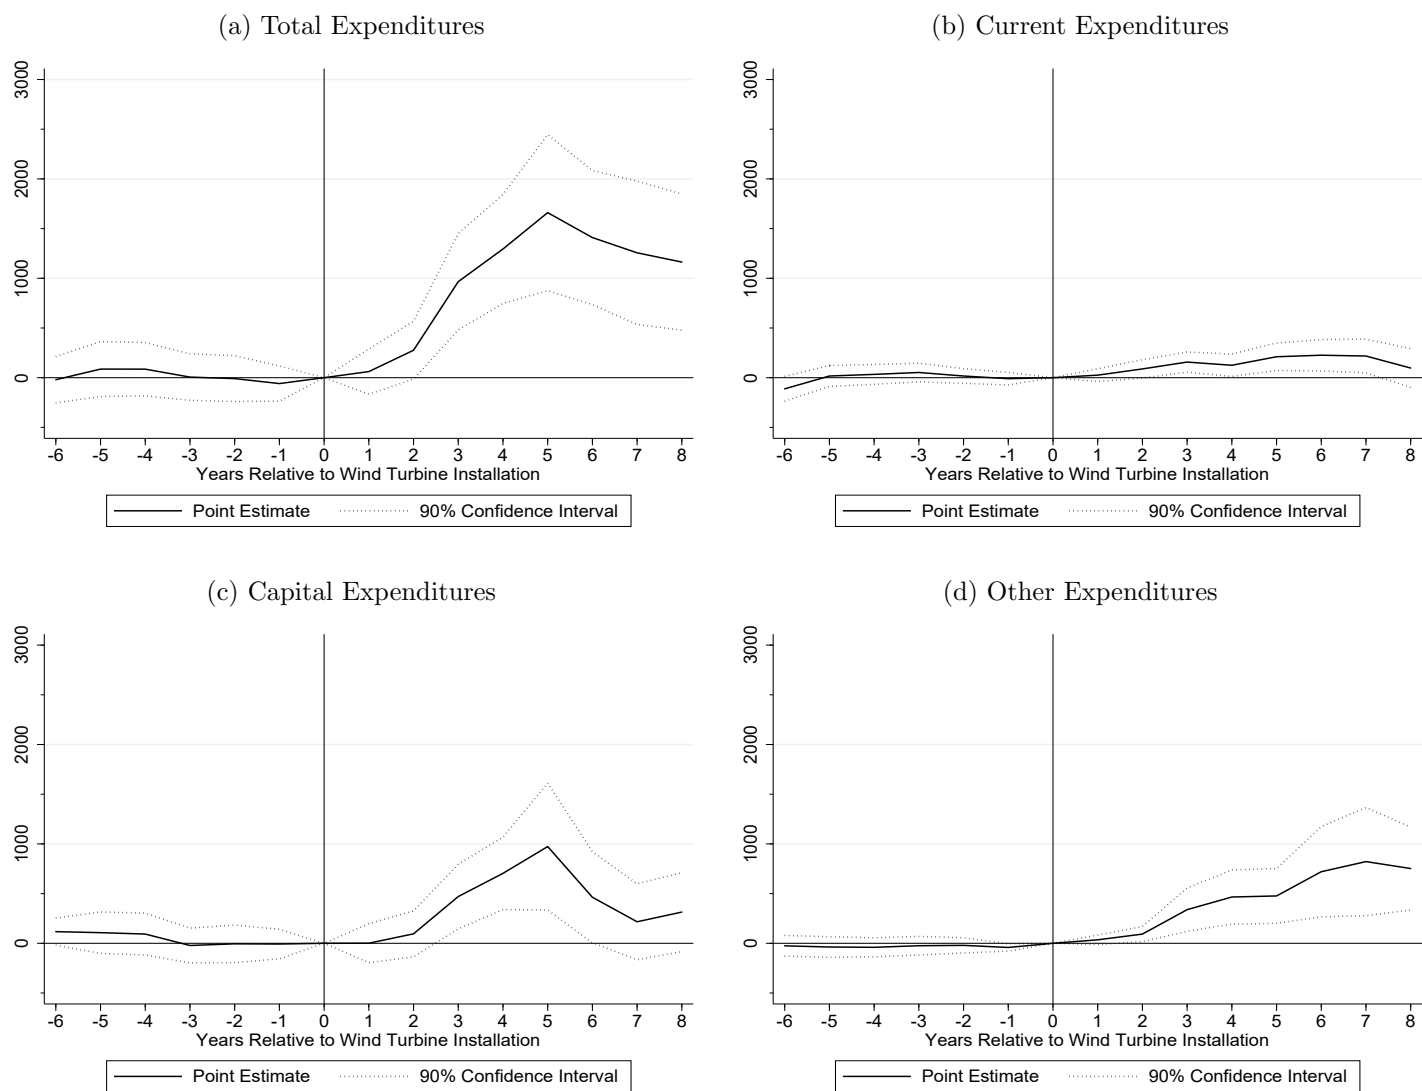 (a) Total Expenditures
3000
2000
1000
0
-6 -5 -4 -3 -2 -1 0 1 2 3 4 5 6 7 8
Years Relative to Wind Turbine Installation
Point Estimate 90% Confidence Interval
(b) Current Expenditures
3000
2000
1000
0
-6 -5 -4 -3 -2 -1 0 1 2 3 4 5 6 7 8
Years Relative to Wind Turbine Installation
Point Estimate 90% Confidence Interval
(c) Capital Expenditures
3000
2000
1000
0
-6 -5 -4 -3 -2 -1 0 1 2 3 4 5 6 7 8
Years Relative to Wind Turbine Installation
Point Estimate 90% Confidence Interval
(d) Other Expenditures
3000
2000
1000
0
-6 -5 -4 -3 -2 -1 0 1 2 3 4 5 6 7 8
Years Relative to Wind Turbine Installation
Point Estimate 90% Confidence Interval